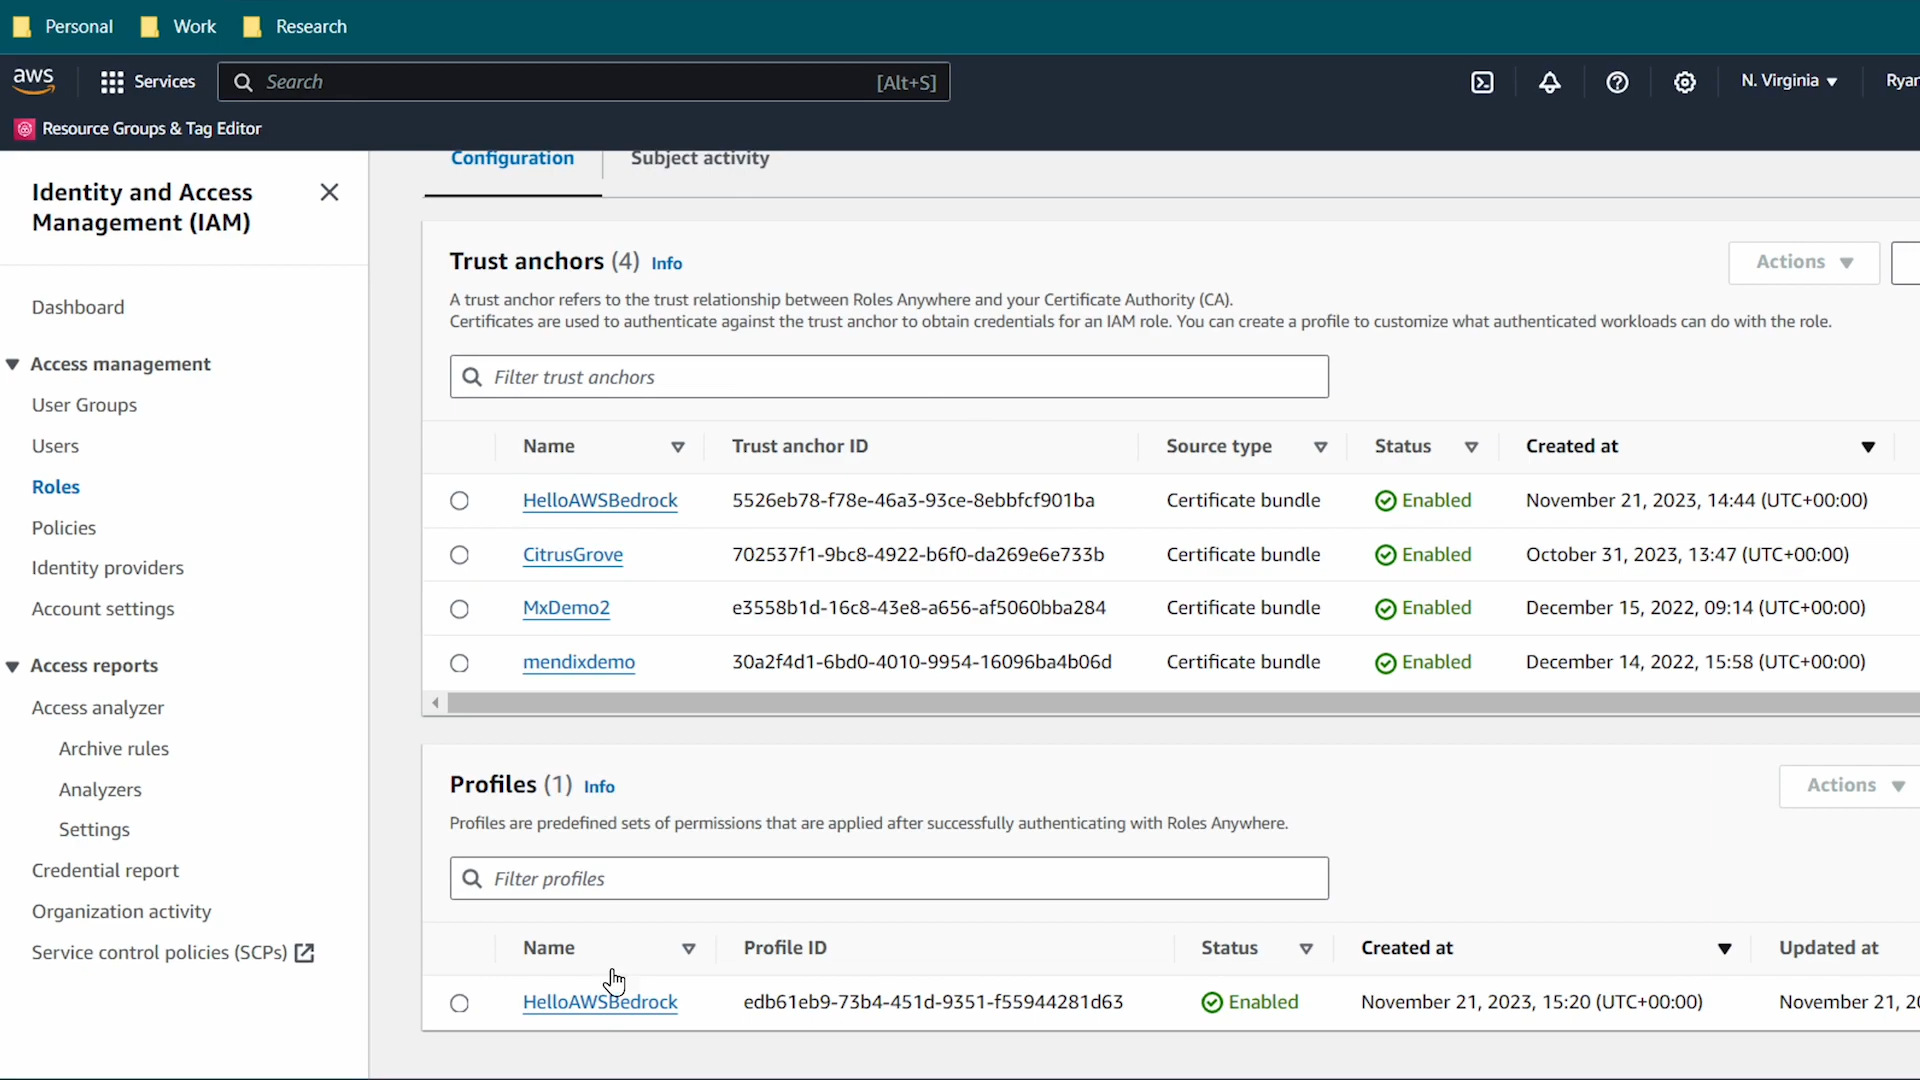 Personal Work Research
aws Services Search [Alt+S] N. Virginia Ryan
Resource Groups & Tag Editor
Configuration Subject activity
Identity and Access
Management (IAM)
Dashboard
Access management
User Groups
Users
Roles
Policies
Identity providers
Account settings
Access reports
Access analyzer
Archive rules
Analyzers
Settings
Credential report
Organization activity
Service control policies (SCPs)
Trust anchors (4) Info
Actions
A trust anchor refers to the trust relationship between Roles Anywhere and your Certificate Authority (CA).
Certificates are used to authenticate against the trust anchor to obtain credentials for an IAM role. You can create a profile to customize what authenticated workloads can do with the role.
Filter trust anchors
Name Trust anchor ID Source type Status Created at
HelloAWSBedrock 5526eb78-f78e-46a3-93ce-8ebbfcf901ba Certificate bundle Enabled November 21, 2023, 14:44 (UTC+00:00)
CitrusGrove 702537f1-9bc8-4922-b6f0-da269e6e733b Certificate bundle Enabled October 31, 2023, 13:47 (UTC+00:00)
MxDemo2 e3558b1d-16c8-43e8-a656-af5060bba284 Certificate bundle Enabled December 15, 2022, 09:14 (UTC+00:00)
mendixdemo 30a2f4d1-6bd0-4010-9954-16096ba4b06d Certificate bundle Enabled December 14, 2022, 15:58 (UTC+00:00)
Profiles (1) Info
Actions
Profiles are predefined sets of permissions that are applied after successfully authenticating with Roles Anywhere.
Filter profiles
Name Profile ID Status Created at Updated at
HelloAWSBedrock edb61eb9-73b4-451d-9351-f55944281d63 Enabled November 21, 2023, 15:20 (UTC+00:00) November 21, 20